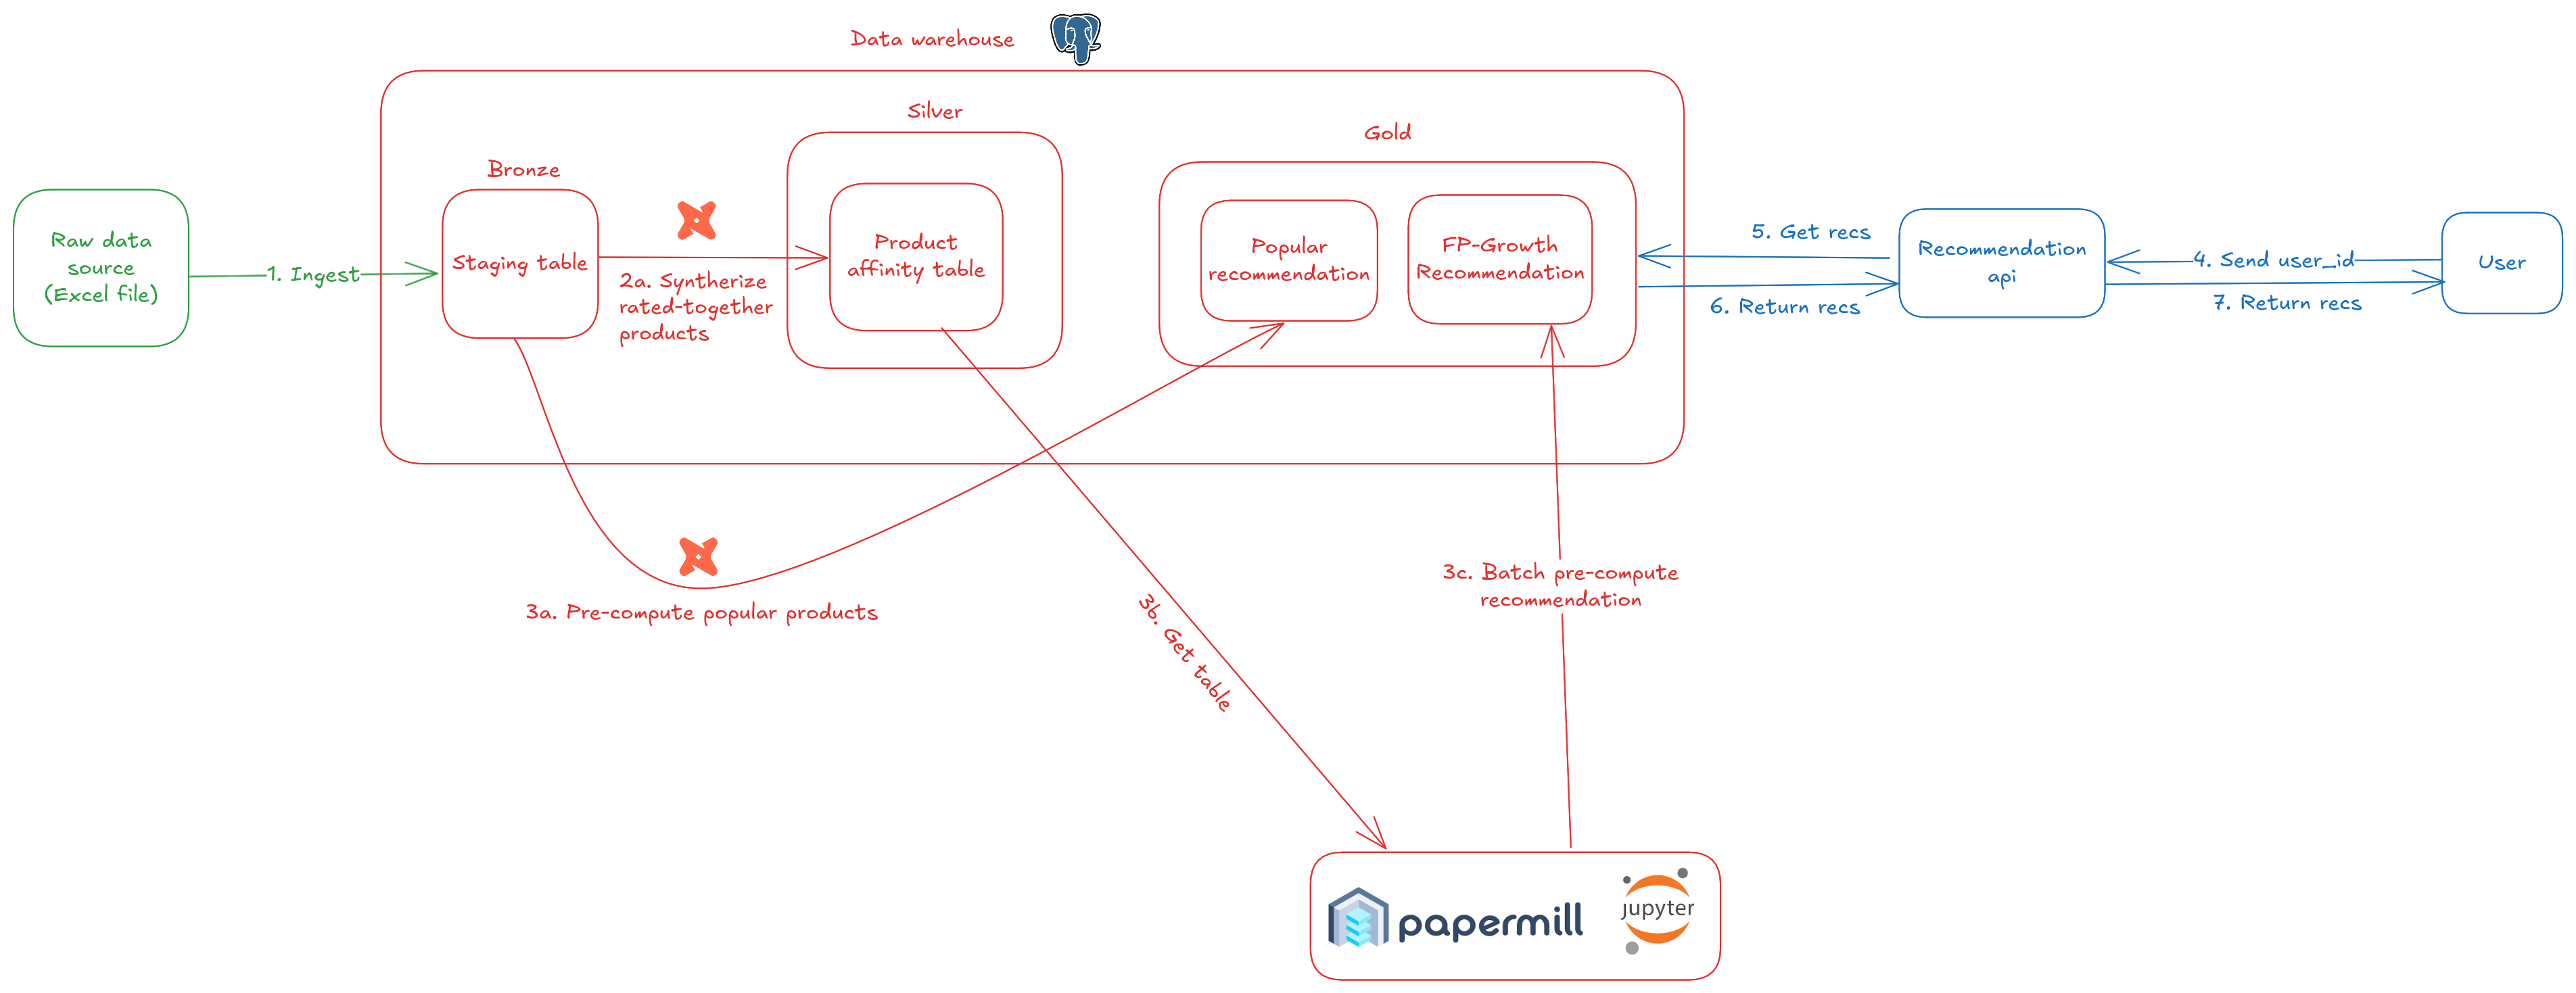 Data warehouse
Silver
Gold
Bronze
Raw data
source
(Excel file)
1. Ingest
Staging table
2a. Syntherize
rated-together
products
Product
affinity table
Popular
recommendation
FP-Growth
Recommendation
5. Get recs
6. Return recs
Recommendation
api
4. Send user_id
7. Return recs
User
3a. Pre-compute popular products
3b. Get table
3c. Batch pre-compute
recommendation
papermill
jupyter